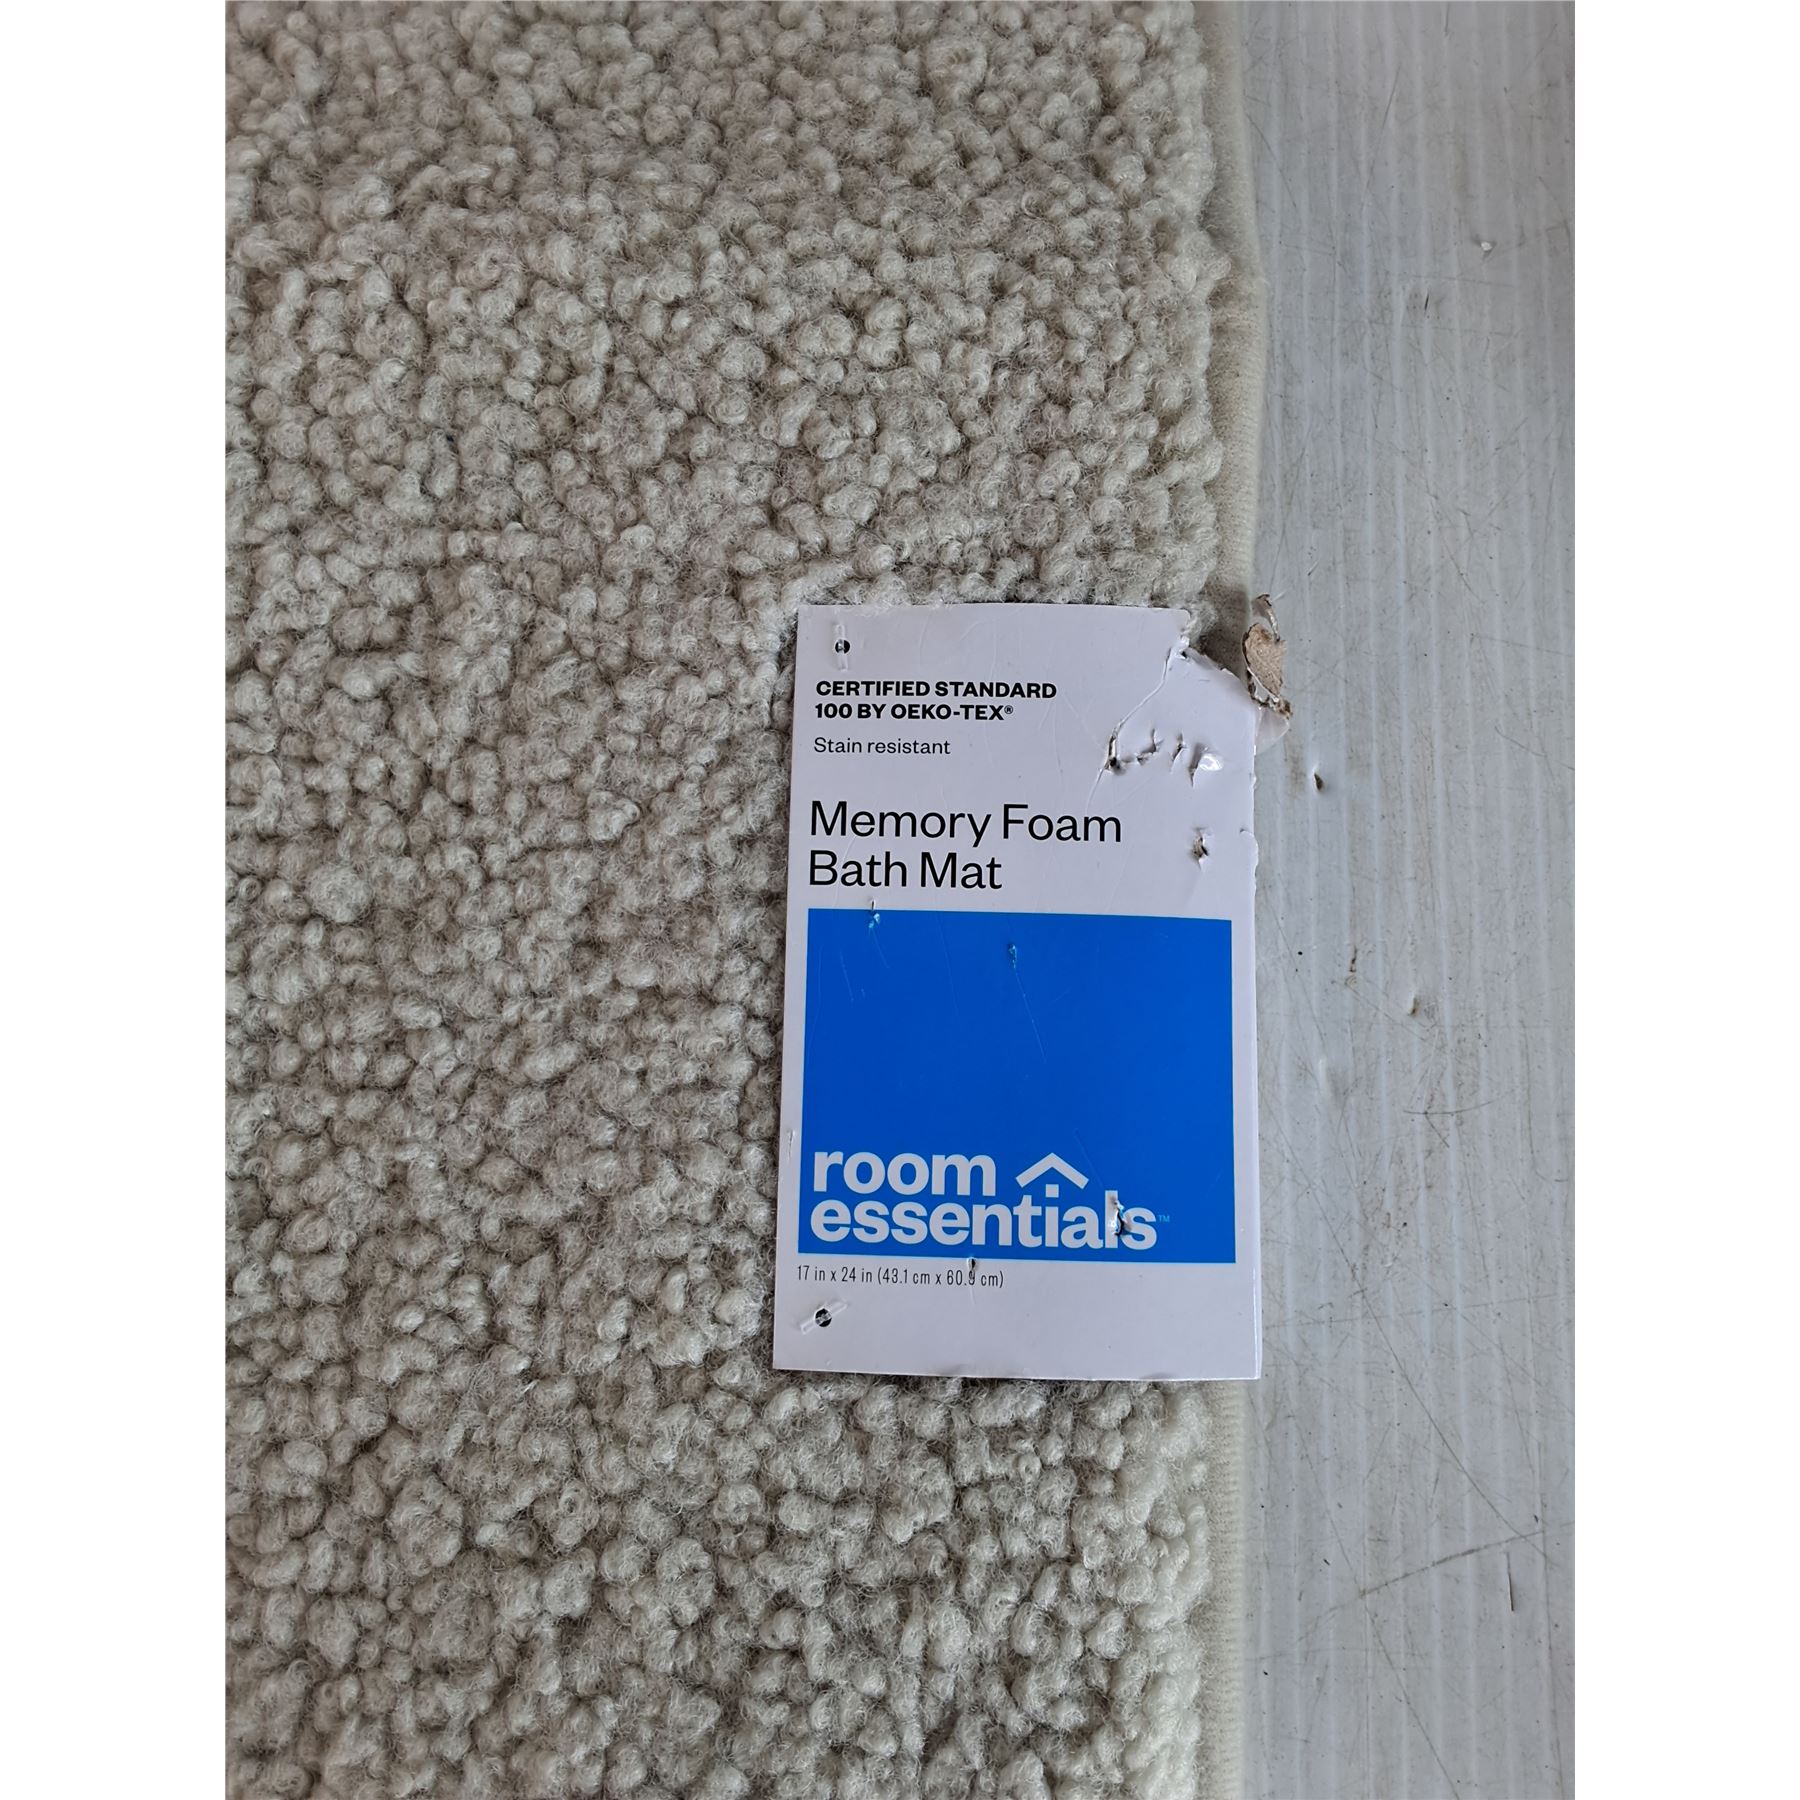 CERTIFIED STANDARD
100 BY OEKO-TEX®
Stain resistant
Memory Foam
Bath Mat
room
essentials™
17 in x 24 in (43.1 cm x 60.9 cm)